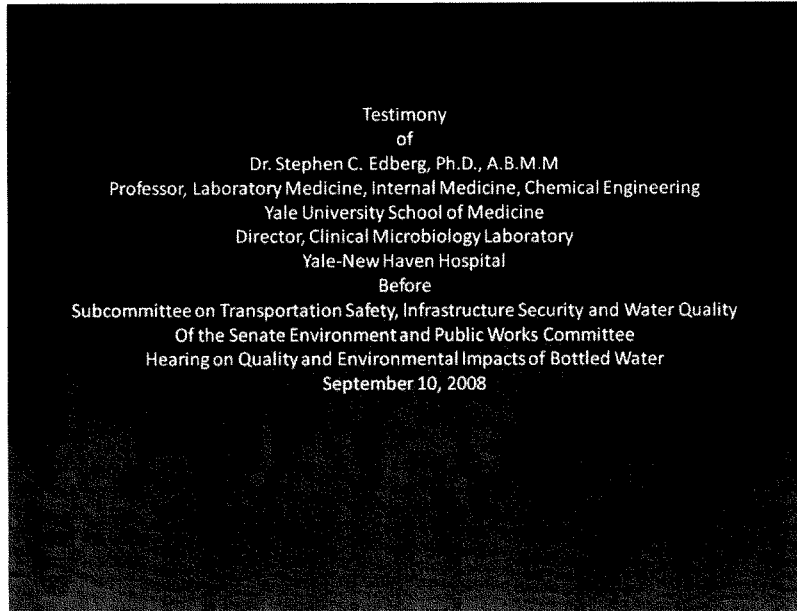 Testimony
of
Dr. Stephen C. Edberg, Ph.D., A.B.M.M
Professor, Laboratory Medicine, Internal Medicine, Chemical Engineering
Yale University School of Medicine
Director, Clinical Microbiology Laboratory
Yale-New Haven Hospital
Before
Subcommittee on Transportation Safety, Infrastructure Security and Water Quality
Of the Senate Environment and Public Works Committee
Hearing on Quality and Environmental Impacts of Bottled Water
September 10, 2008